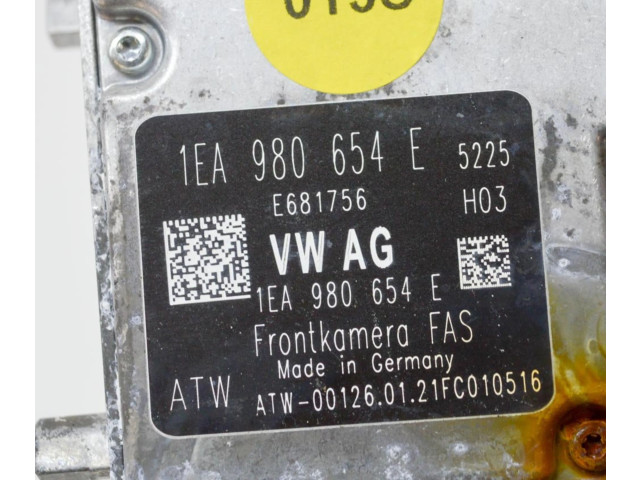 1EA 980 654 E 5225
E681756 H03
VW AG
1EA 980 654 E
Frontkamera FAS
Made in Germany
ATW ATW-00126.01.21FC010516